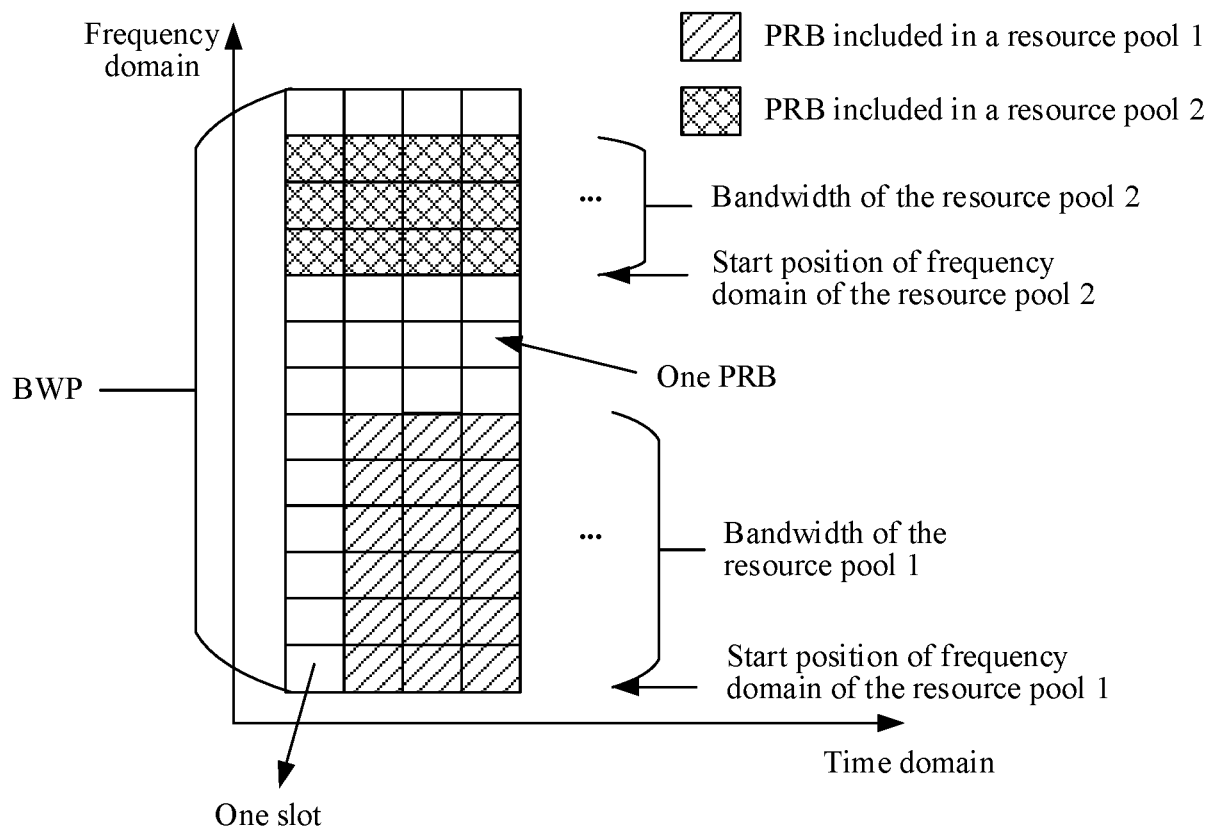 Frequency
domain
PRB included in a resource pool 1
PRB included in a resource pool 2
...
Bandwidth of the resource pool 2
Start position of frequency
domain of the resource pool 2
One PRB
BWP
...
Bandwidth of the
resource pool 1
Start position of frequency
domain of the resource pool 1
Time domain
One slot